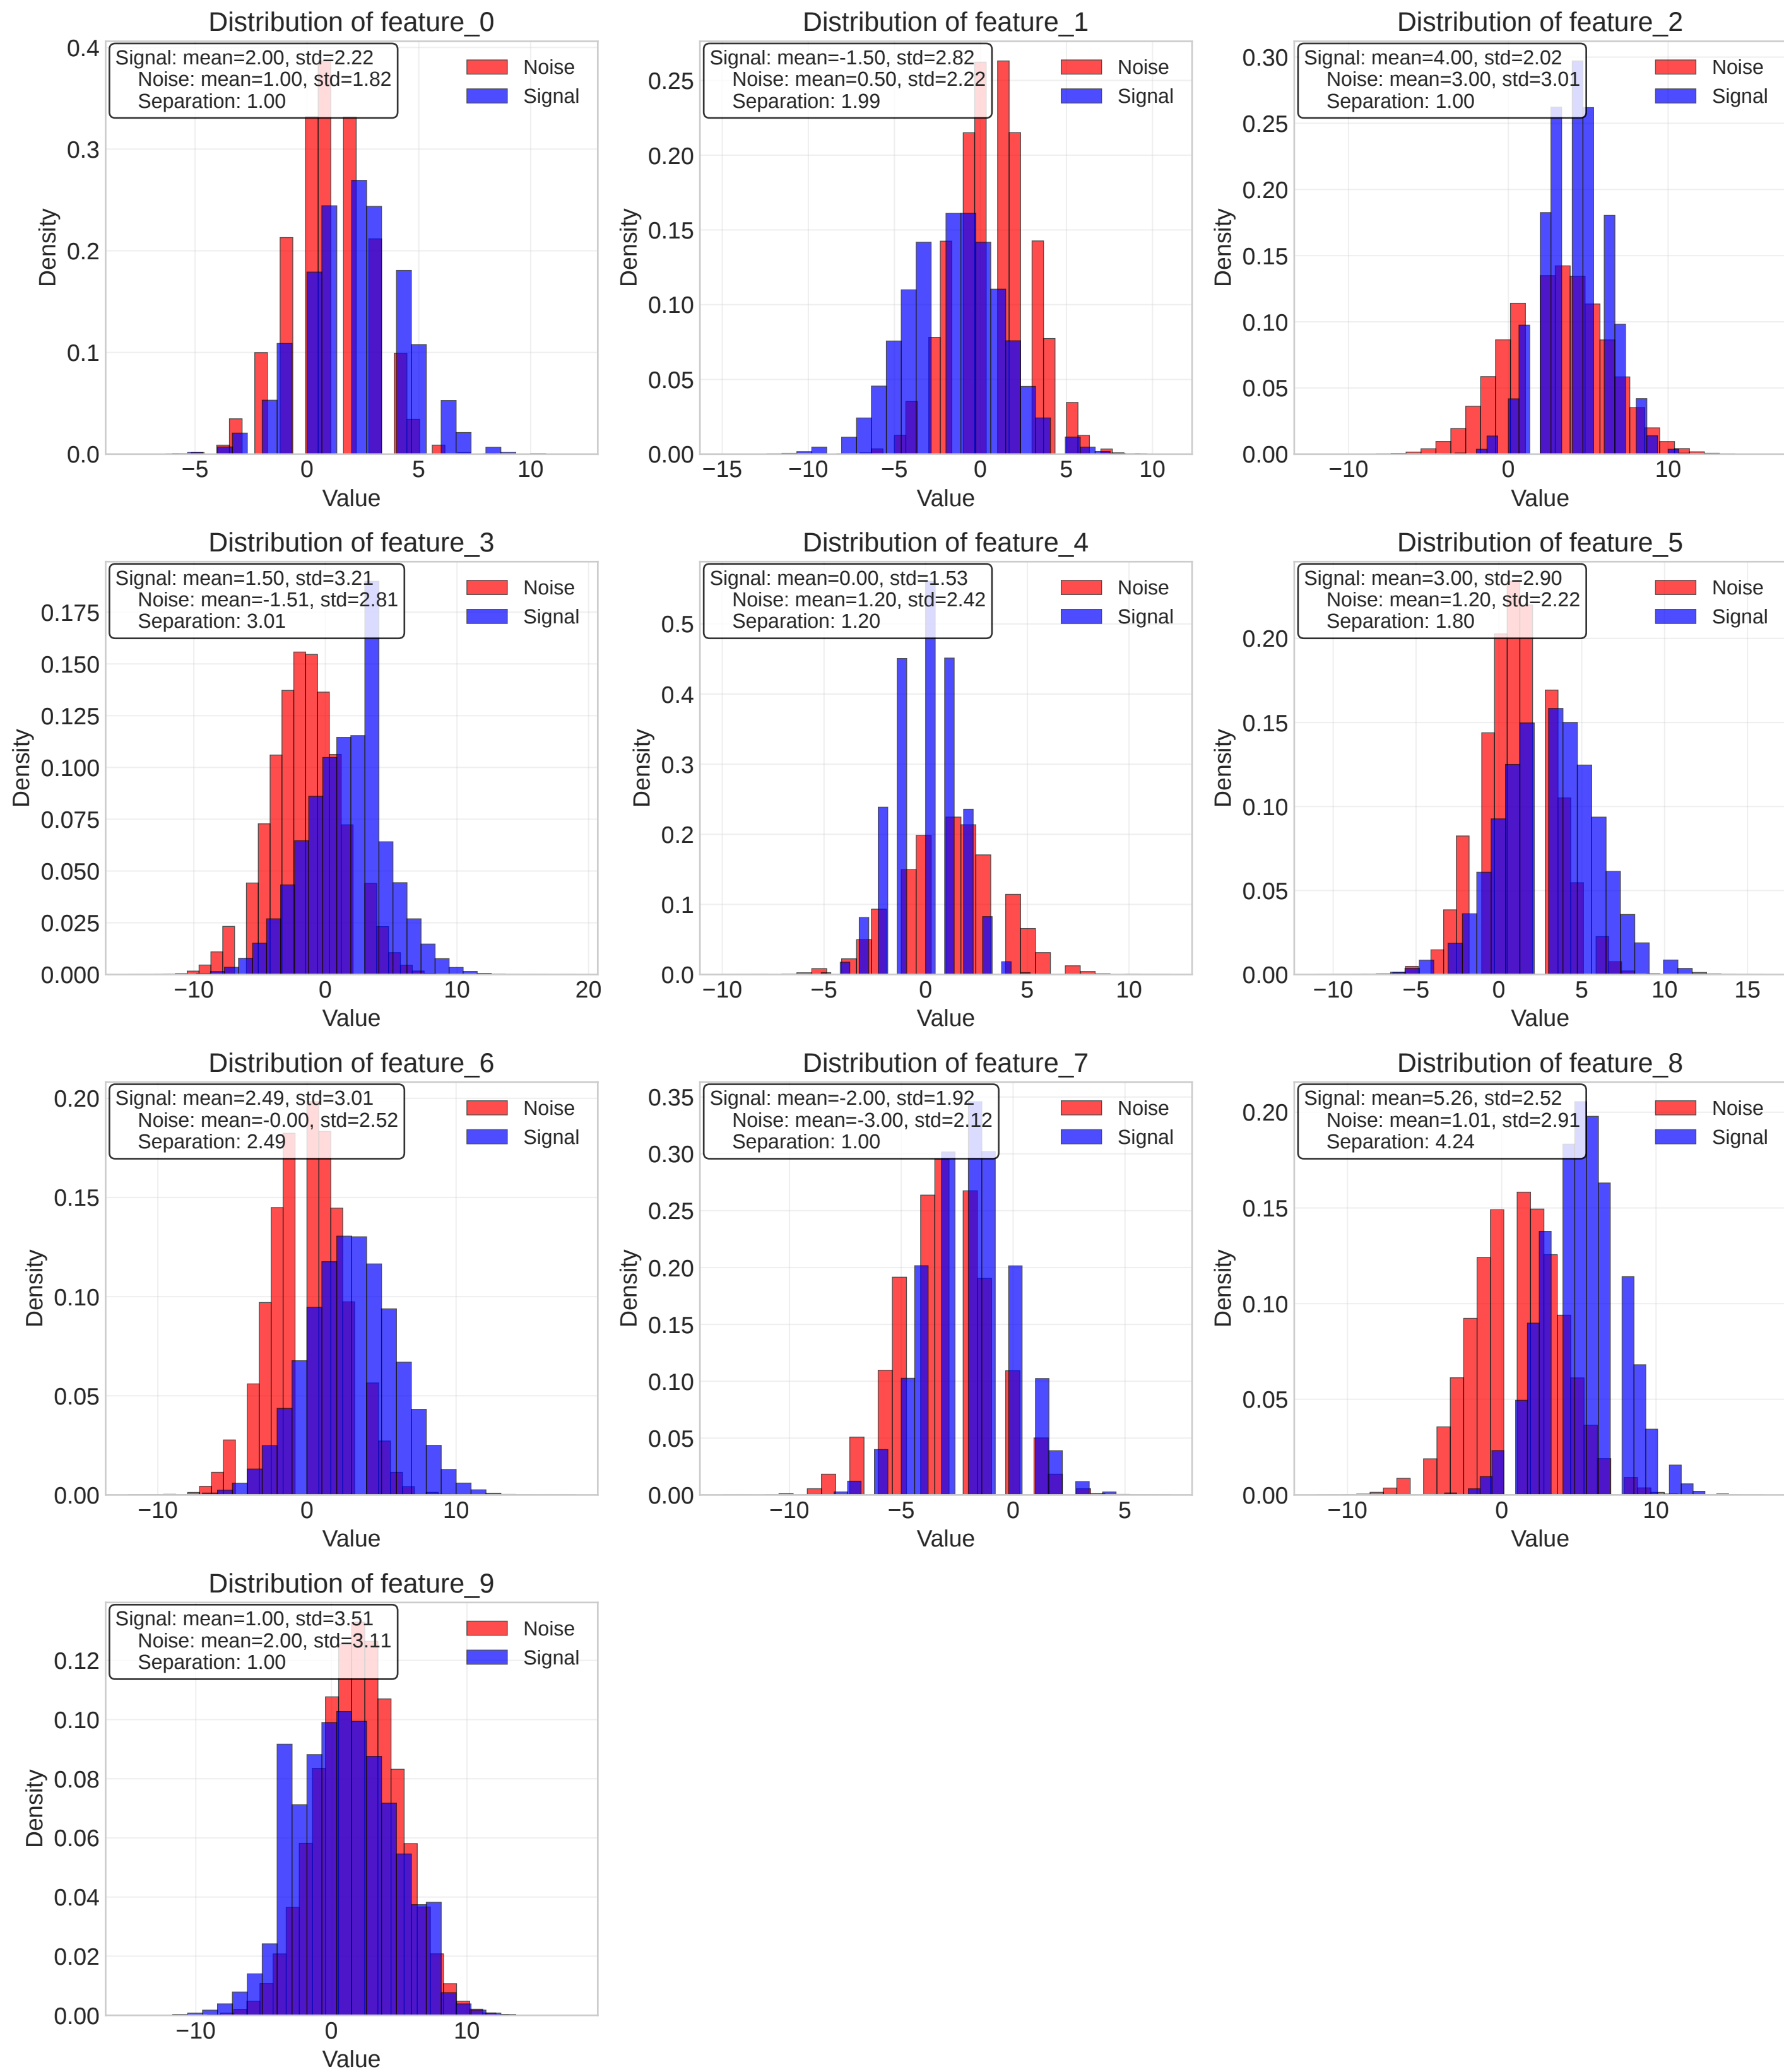 Distribution of feature_0
Signal: mean=2.00, std=2.22
Noise: mean=1.00, std=1.82
Separation: 1.00
Noise
Signal
Density
0.4
0.3
0.2
0.1
0.0
−5 0 5 10
Value
Distribution of feature_1
Signal: mean=-1.50, std=2.82
Noise: mean=0.50, std=2.22
Separation: 1.99
Noise
Signal
Density
0.25
0.20
0.15
0.10
0.05
0.00
−15 −10 −5 0 5 10
Value
Distribution of feature_2
Signal: mean=4.00, std=2.02
Noise: mean=3.00, std=3.01
Separation: 1.00
Noise
Signal
Density
0.30
0.25
0.20
0.15
0.10
0.05
0.00
−10 0 10
Value
Distribution of feature_3
Signal: mean=1.50, std=3.21
Noise: mean=-1.51, std=2.81
Separation: 3.01
Noise
Signal
Density
0.175
0.150
0.125
0.100
0.075
0.050
0.025
0.000
−10 0 10 20
Value
Distribution of feature_4
Signal: mean=0.00, std=1.53
Noise: mean=1.20, std=2.42
Separation: 1.20
Noise
Signal
Density
0.5
0.4
0.3
0.2
0.1
0.0
−10 −5 0 5 10
Value
Distribution of feature_5
Signal: mean=3.00, std=2.90
Noise: mean=1.20, std=2.22
Separation: 1.80
Noise
Signal
Density
0.20
0.15
0.10
0.05
0.00
−10 −5 0 5 10 15
Value
Distribution of feature_6
Signal: mean=2.49, std=3.01
Noise: mean=-0.00, std=2.52
Separation: 2.49
Noise
Signal
Density
0.20
0.15
0.10
0.05
0.00
−10 0 10
Value
Distribution of feature_7
Signal: mean=-2.00, std=1.92
Noise: mean=-3.00, std=2.12
Separation: 1.00
Noise
Signal
Density
0.35
0.30
0.25
0.20
0.15
0.10
0.05
0.00
−10 −5 0 5
Value
Distribution of feature_8
Signal: mean=5.26, std=2.52
Noise: mean=1.01, std=2.91
Separation: 4.24
Noise
Signal
Density
0.20
0.15
0.10
0.05
0.00
−10 0 10
Value
Distribution of feature_9
Signal: mean=1.00, std=3.51
Noise: mean=2.00, std=3.11
Separation: 1.00
Noise
Signal
Density
0.12
0.10
0.08
0.06
0.04
0.02
0.00
−10 0 10
Value